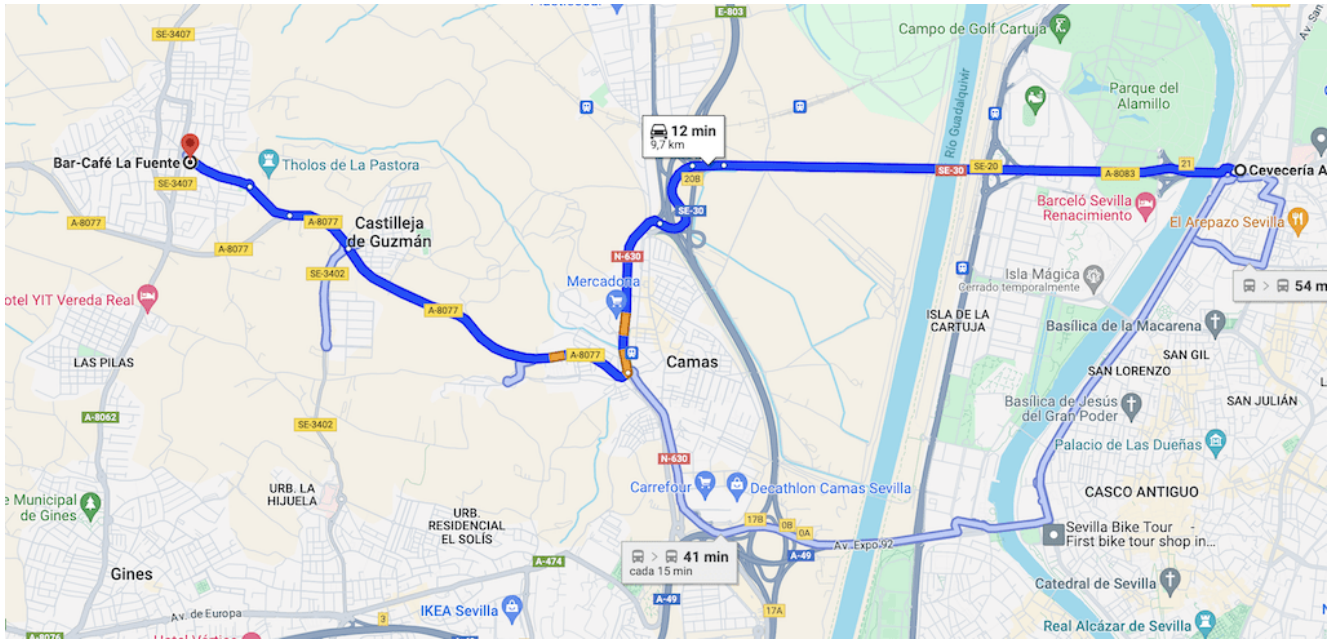 SE-3407
E-803
Campo de Golf Cartuja
Parque del
Alamillo
12 min
9,7 km
Río Guadalquivir
Bar-Café La Fuente
Tholos de La Pastora
SE-3407
20B
SE-30
SE-20
A-8083
21
Cevecería A
SE-30
Barceló Sevilla
Renacimiento
El Arepazo Sevilla
A-8077
A-8077
A-8077
Castilleja
de Guzmán
N-630
SE-3402
Mercadona
Isla Mágica
Cerrado temporalmente
54 m
otel YIT Vereda Real
A-8077
ISLA DE LA
CARTUJA
Basílica de la Macarena
LAS PILAS
A-8077
Camas
SAN GIL
SAN LORENZO
Basílica de Jesús
del Gran Poder
SAN JULIÁN
A-8062
SE-3402
Palacio de Las Dueñas
N-630
Carrefour
Decathlon Camas Sevilla
CASCO ANTIGUO
e Municipal
de Gines
URB. LA
HIJUELA
URB.
RESIDENCIAL
EL SOLÍS
17B
0B
0A
Av. Expo 92
A-49
Sevilla Bike Tour -
First bike tour shop in...
41 min
cada 15 min
A-474
Gines
Catedral de Sevilla
A-49
Av. de Europa
IKEA Sevilla
17A
3
Real Alcázar de Sevilla
A-8076